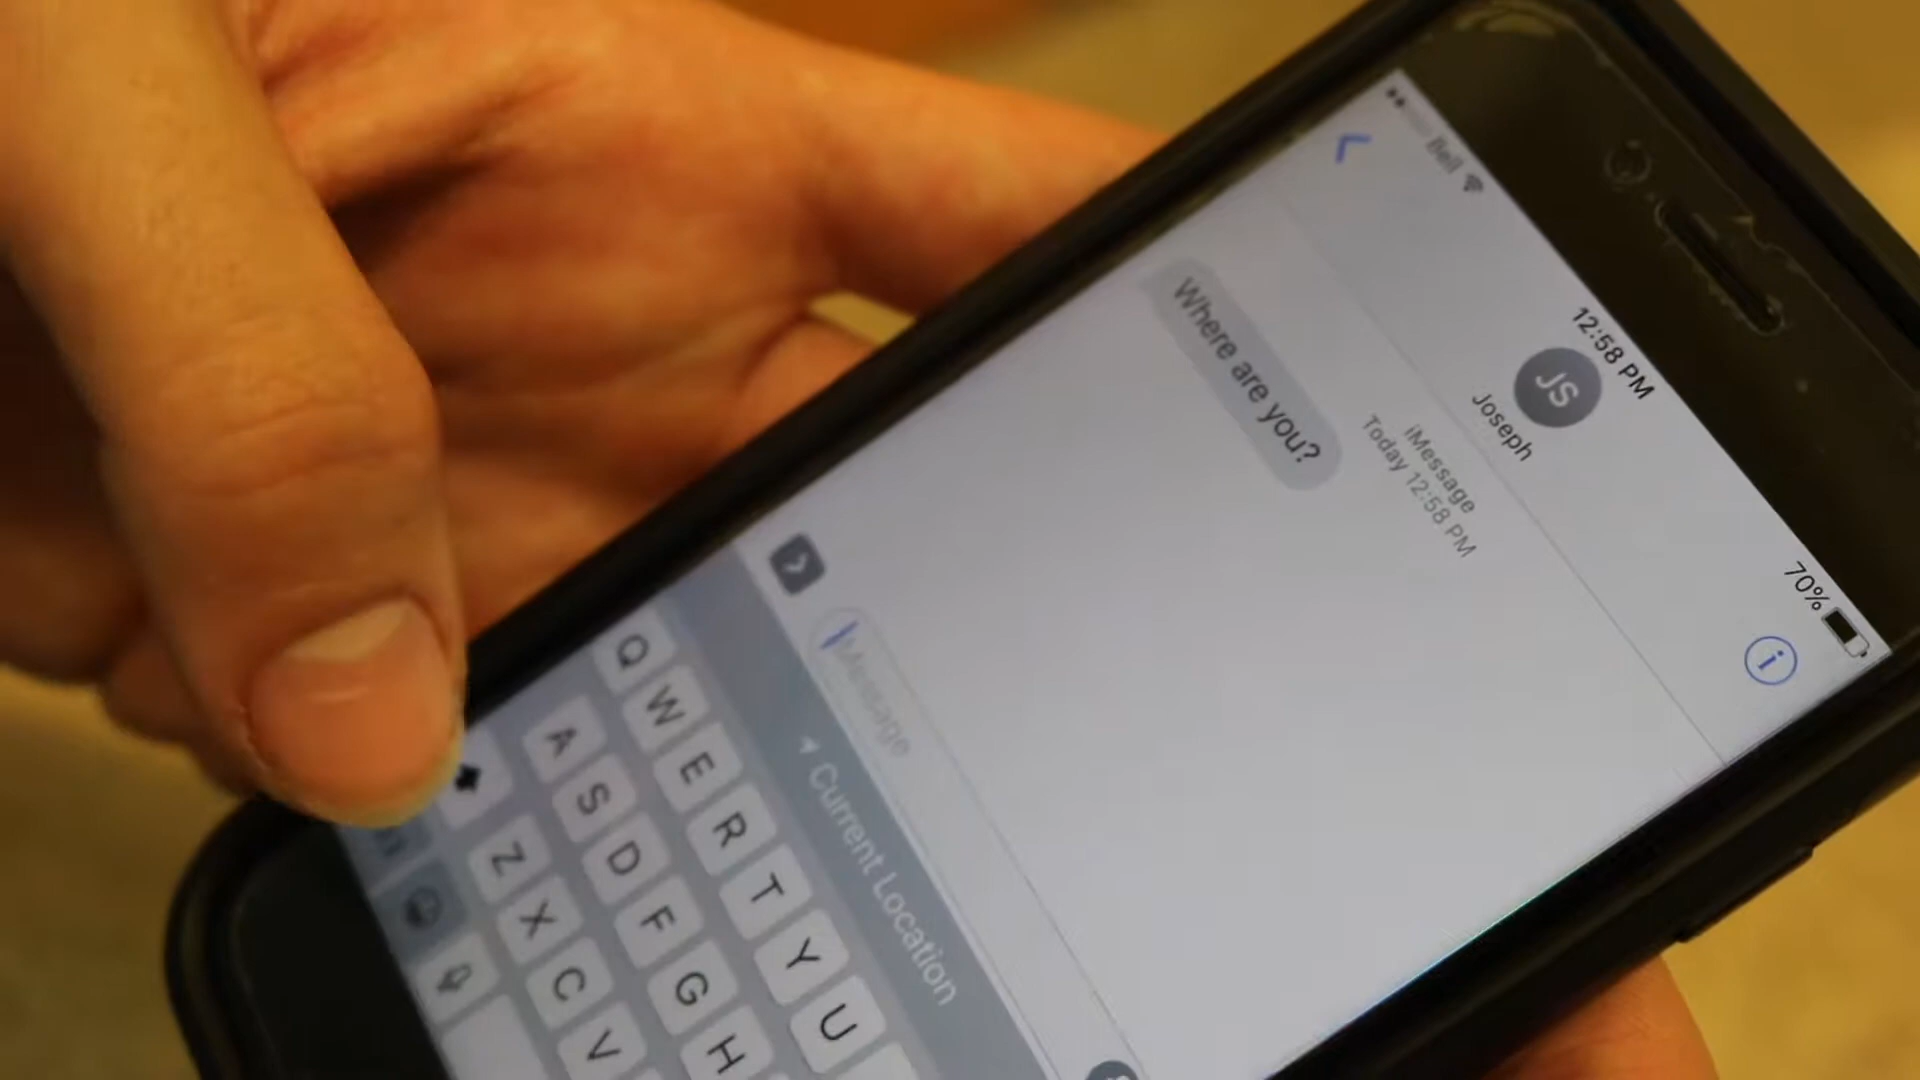 Bell
12:58 PM
70%
JS
Joseph
i
iMessage
Today 12:58 PM
Where are you?
Message
Current Location
Q W E R T Y U
A S D F G H
Z X C V